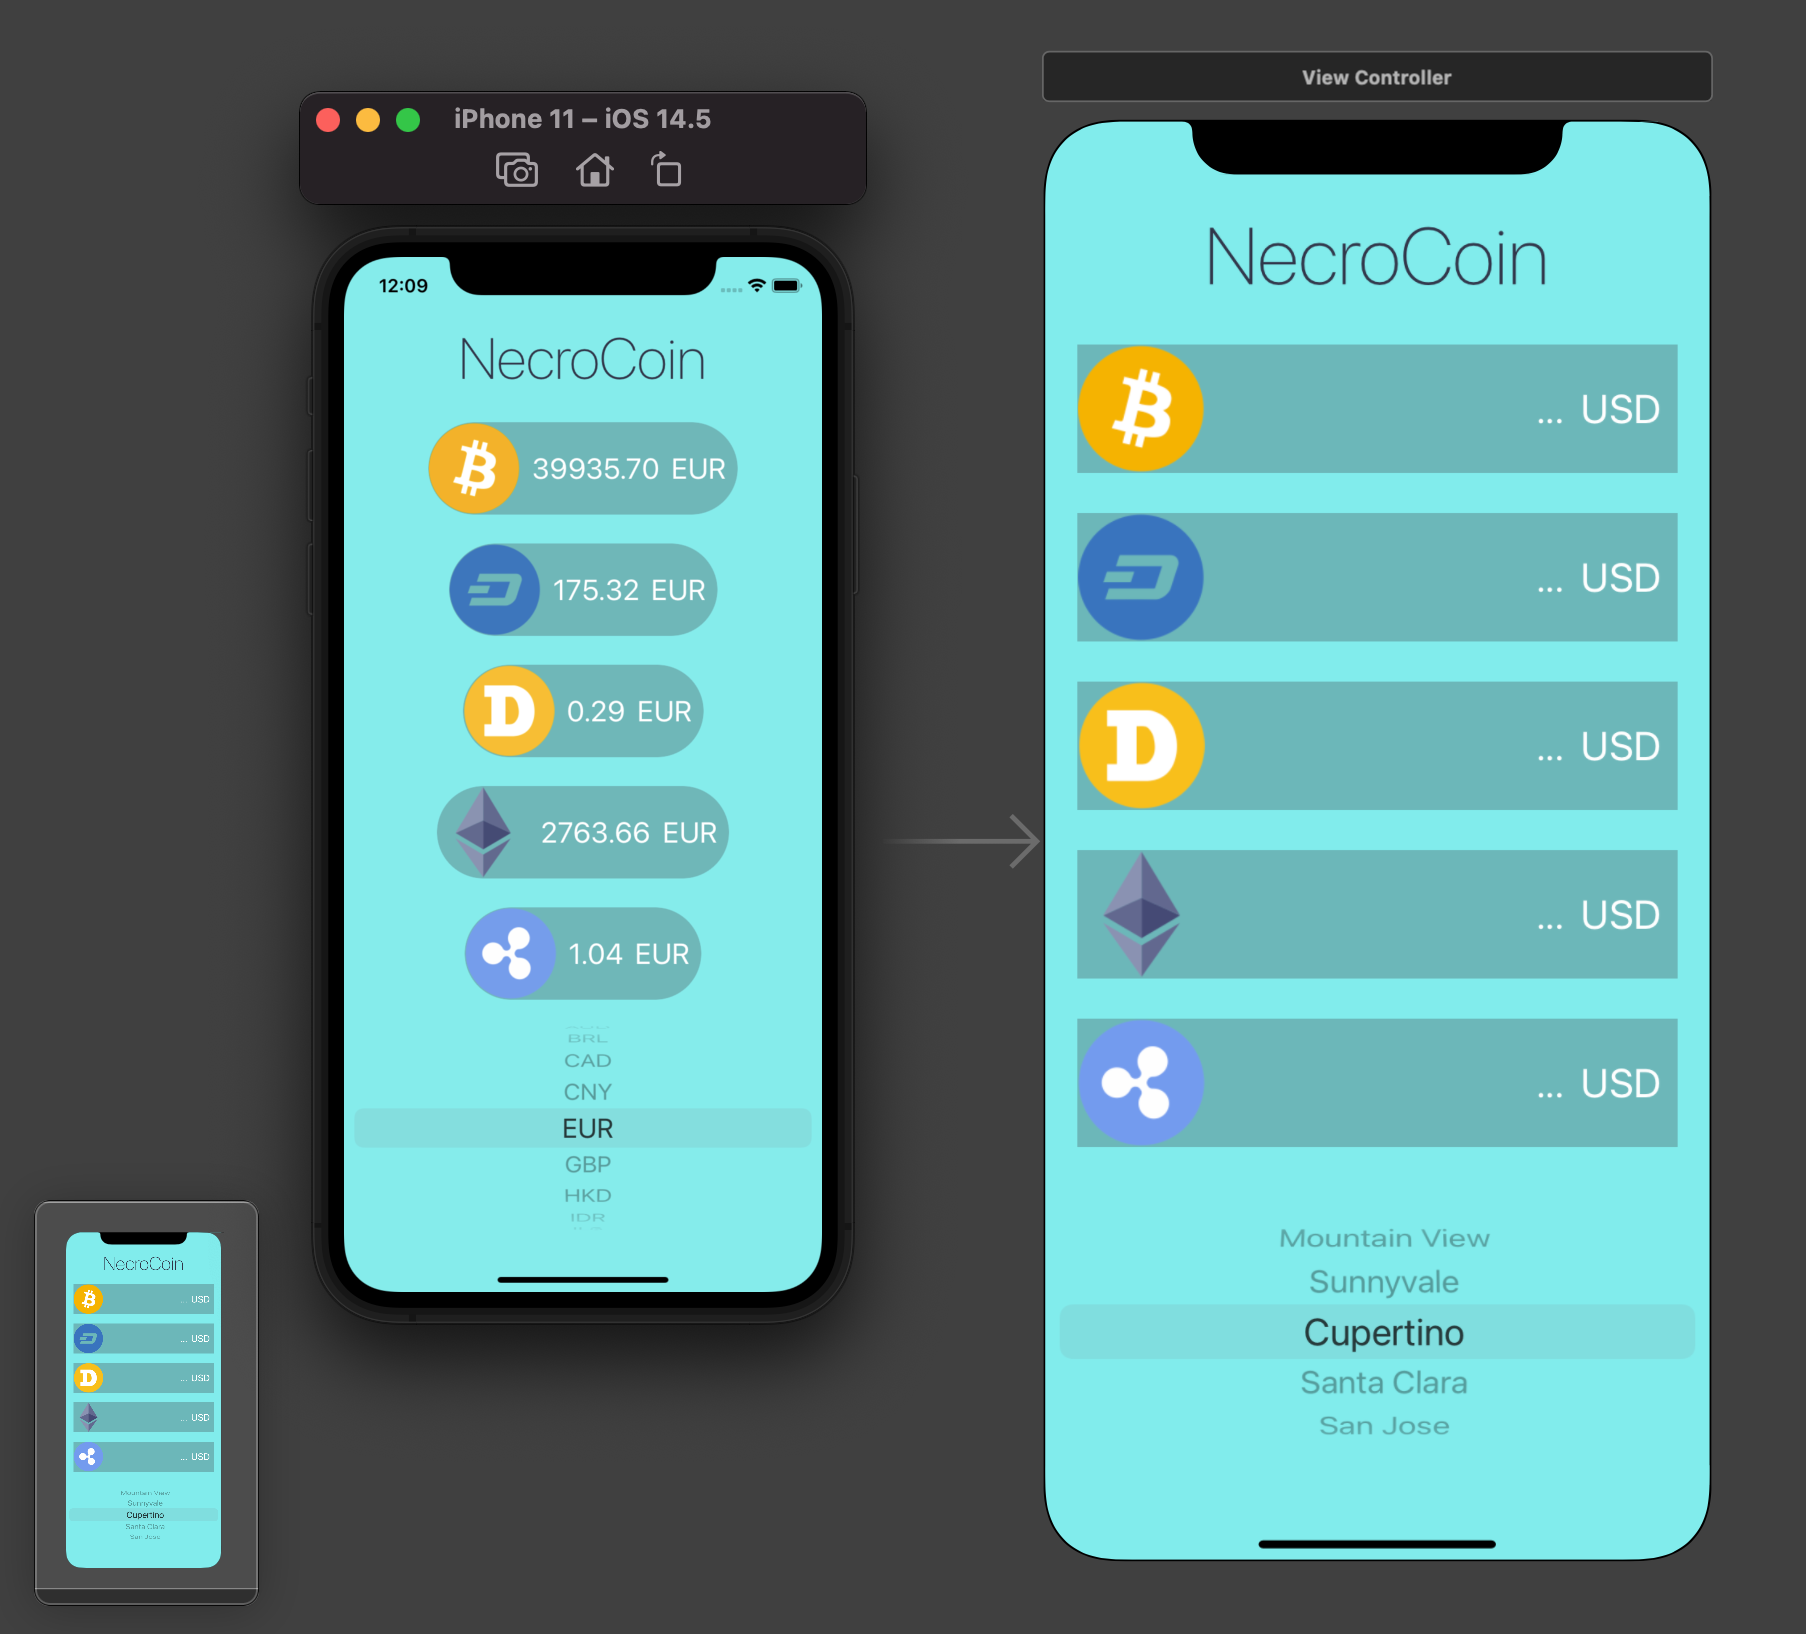 iPhone 11 – iOS 14.5
12:09
NecroCoin
39935.70 EUR
175.32 EUR
D
0.29 EUR
2763.66 EUR
1.04 EUR
BRL
CAD
CNY
EUR
GBP
HKD
IDR
View Controller
NecroCoin
... USD
... USD
D
... USD
... USD
... USD
Mountain View
Sunnyvale
Cupertino
Santa Clara
San Jose
NecroCoin
... USD
... USD
D
... USD
... USD
... USD
Mountain View
Sunnyvale
Cupertino
Santa Clara
San Jose